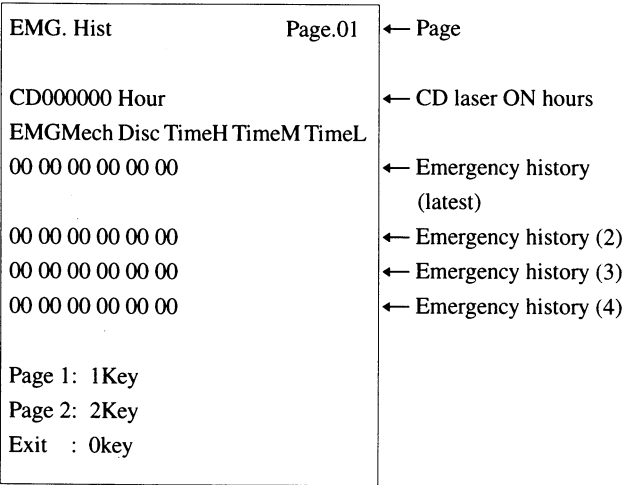 EMG. Hist Page.01 ← Page
CD000000 Hour ← CD laser ON hours
EMGMech Disc TimeH TimeM TimeL
00 00 00 00 00 00 ← Emergency history
(latest)
00 00 00 00 00 00 ← Emergency history (2)
00 00 00 00 00 00 ← Emergency history (3)
00 00 00 00 00 00 ← Emergency history (4)
Page 1: 1Key
Page 2: 2Key
Exit : 0key